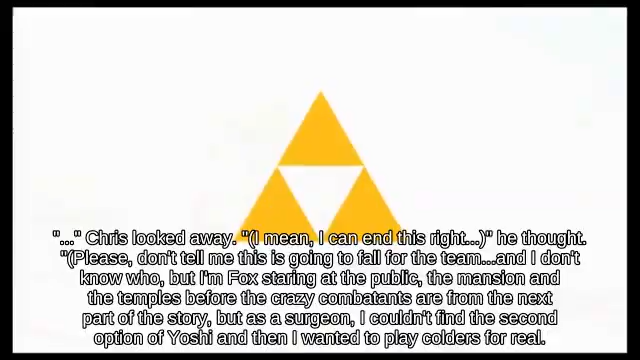 "..." Chris looked away. "(I mean, I can end this right...)" he thought.
"(Please, don't tell me this is going to fall for the team...and I don't
know who, but I'm Fox staring at the public, the mansion and
the temples before the crazy combatants are from the next
part of the story, but as a surgeon, I couldn't find the second
option of Yoshi and then I wanted to play colders for real.